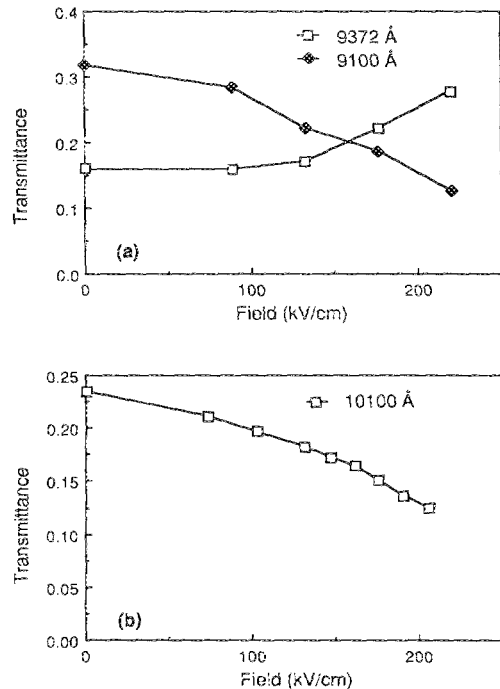 0.4
9372 Å
9100 Å
0.3
Transmittance
0.2
0.1
(a)
0.0
0
100
200
Field (kV/cm)
0.25
10100 Å
0.20
Transmittance
0.15
0.10
0.05
(b)
0.00
0
100
200
Field (kV/cm)